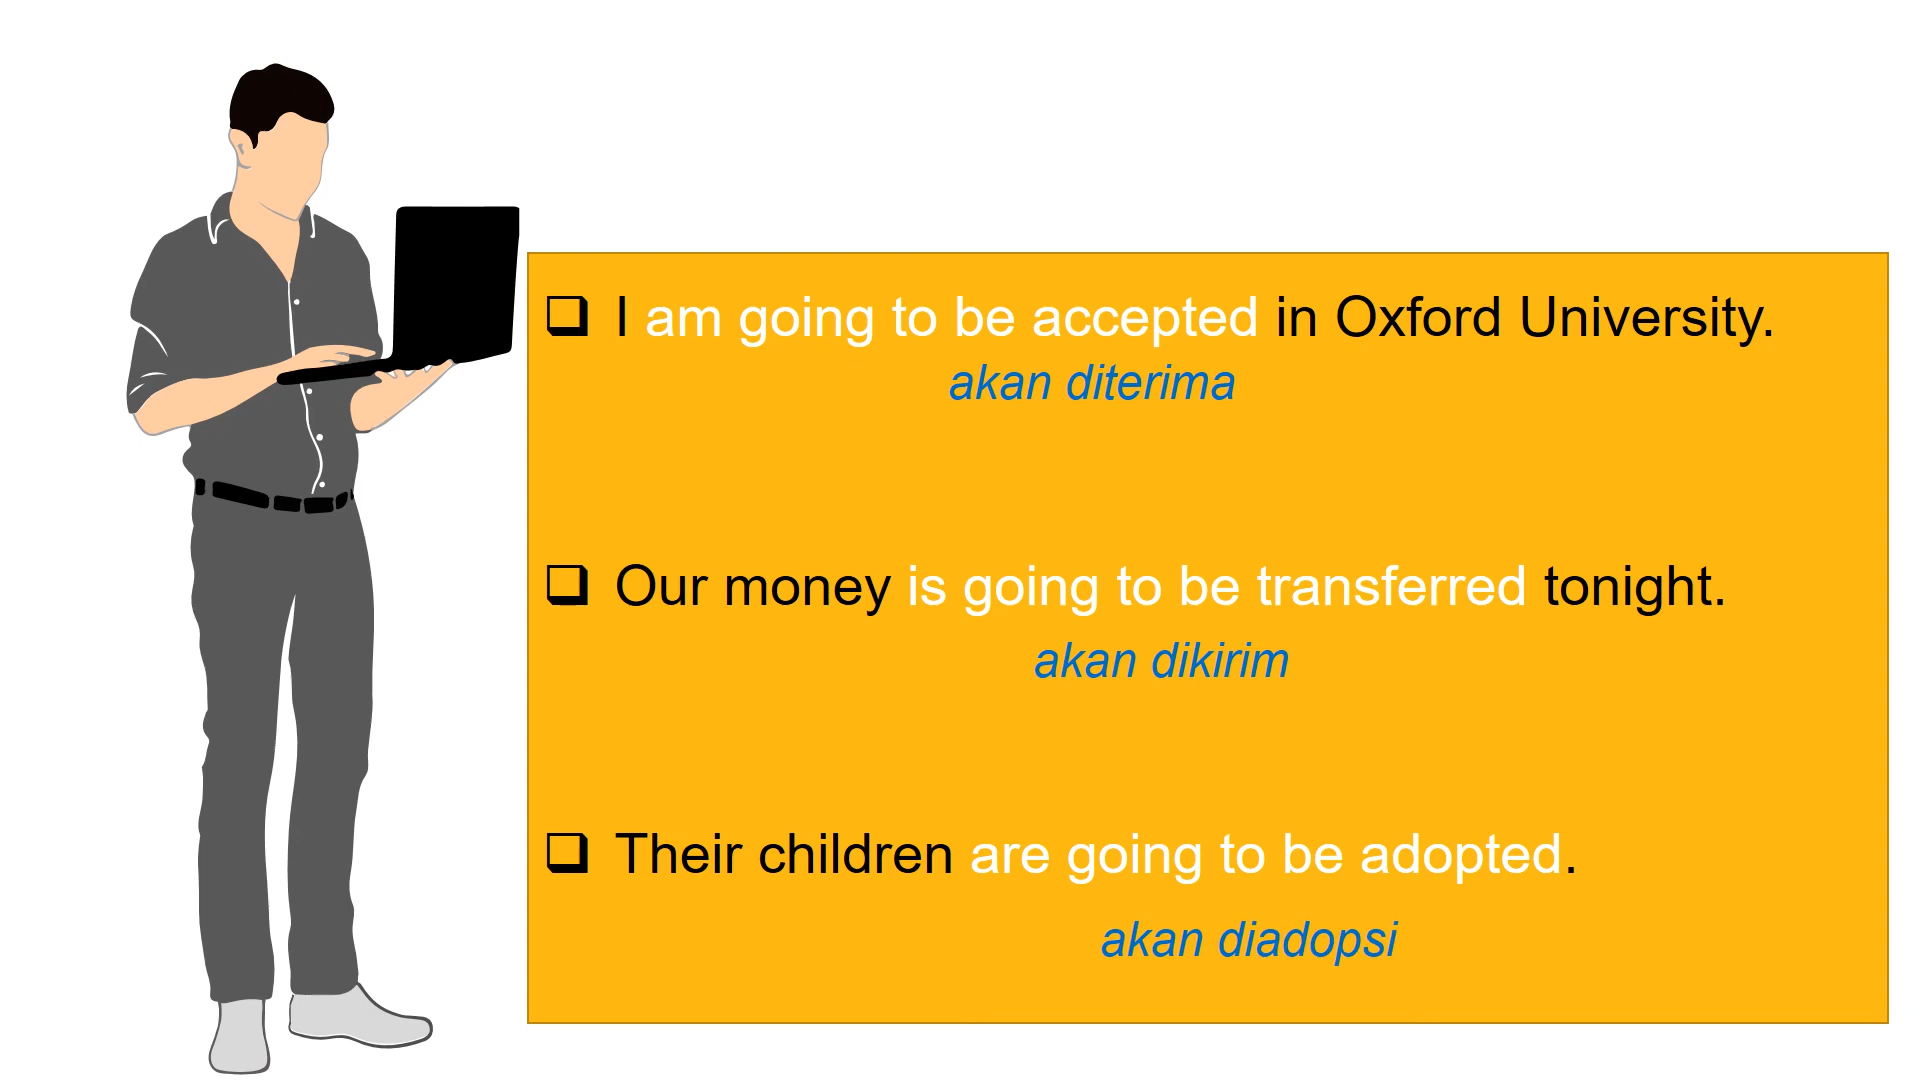 ❑ I am going to be accepted in Oxford University.
akan diterima
❑ Our money is going to be transferred tonight.
akan dikirim
❑ Their children are going to be adopted.
akan diadopsi